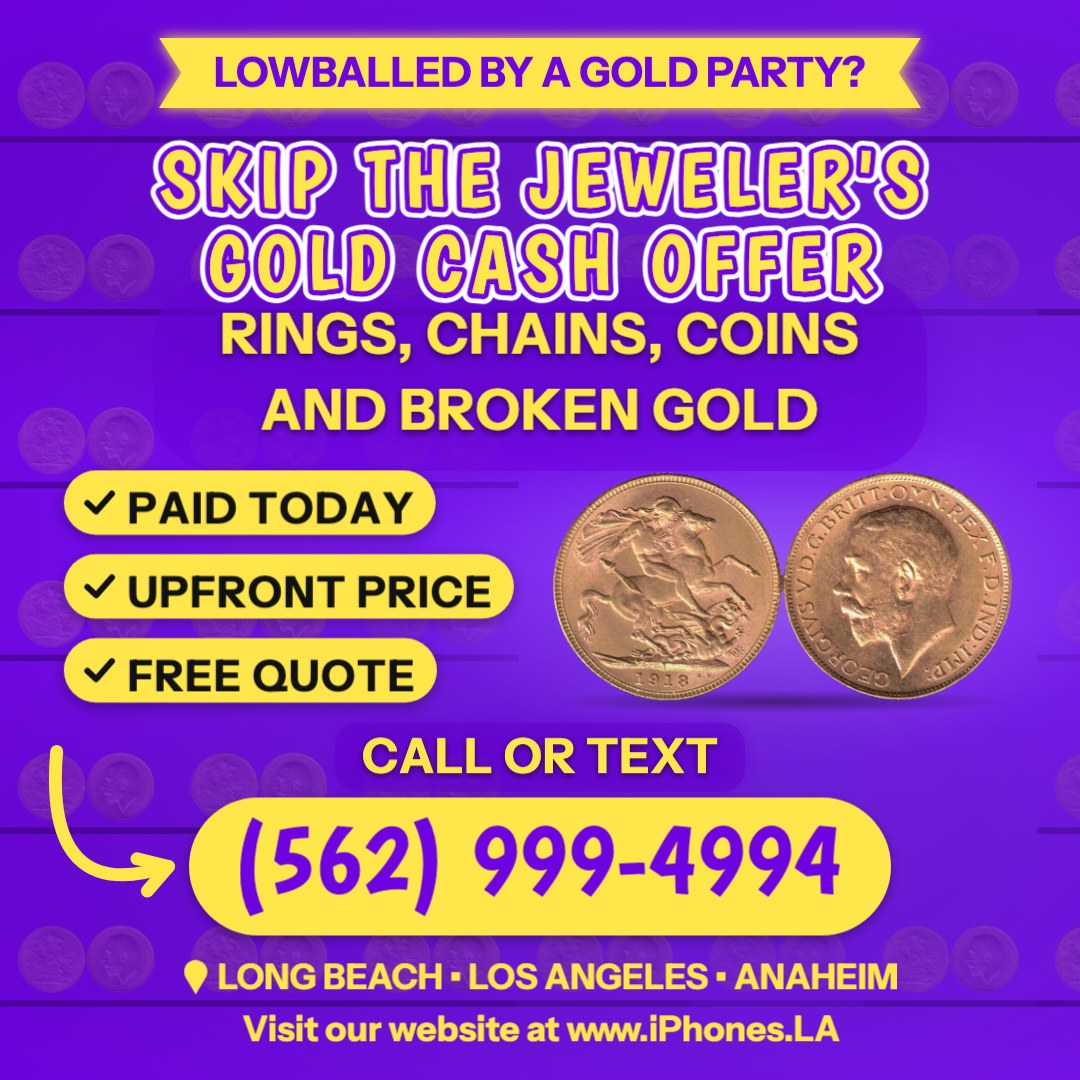 LOWBALLED BY A GOLD PARTY?
SKIP THE JEWELER'S
GOLD CASH OFFER
RINGS, CHAINS, COINS
AND BROKEN GOLD
✓ PAID TODAY
✓ UPFRONT PRICE
✓ FREE QUOTE
1918
GEORGIVS V D.G.BRITT:OMN.REX F.D.IND:IMP:
CALL OR TEXT
(562) 999-4994
LONG BEACH ▪ LOS ANGELES ▪ ANAHEIM
Visit our website at www.iPhones.LA